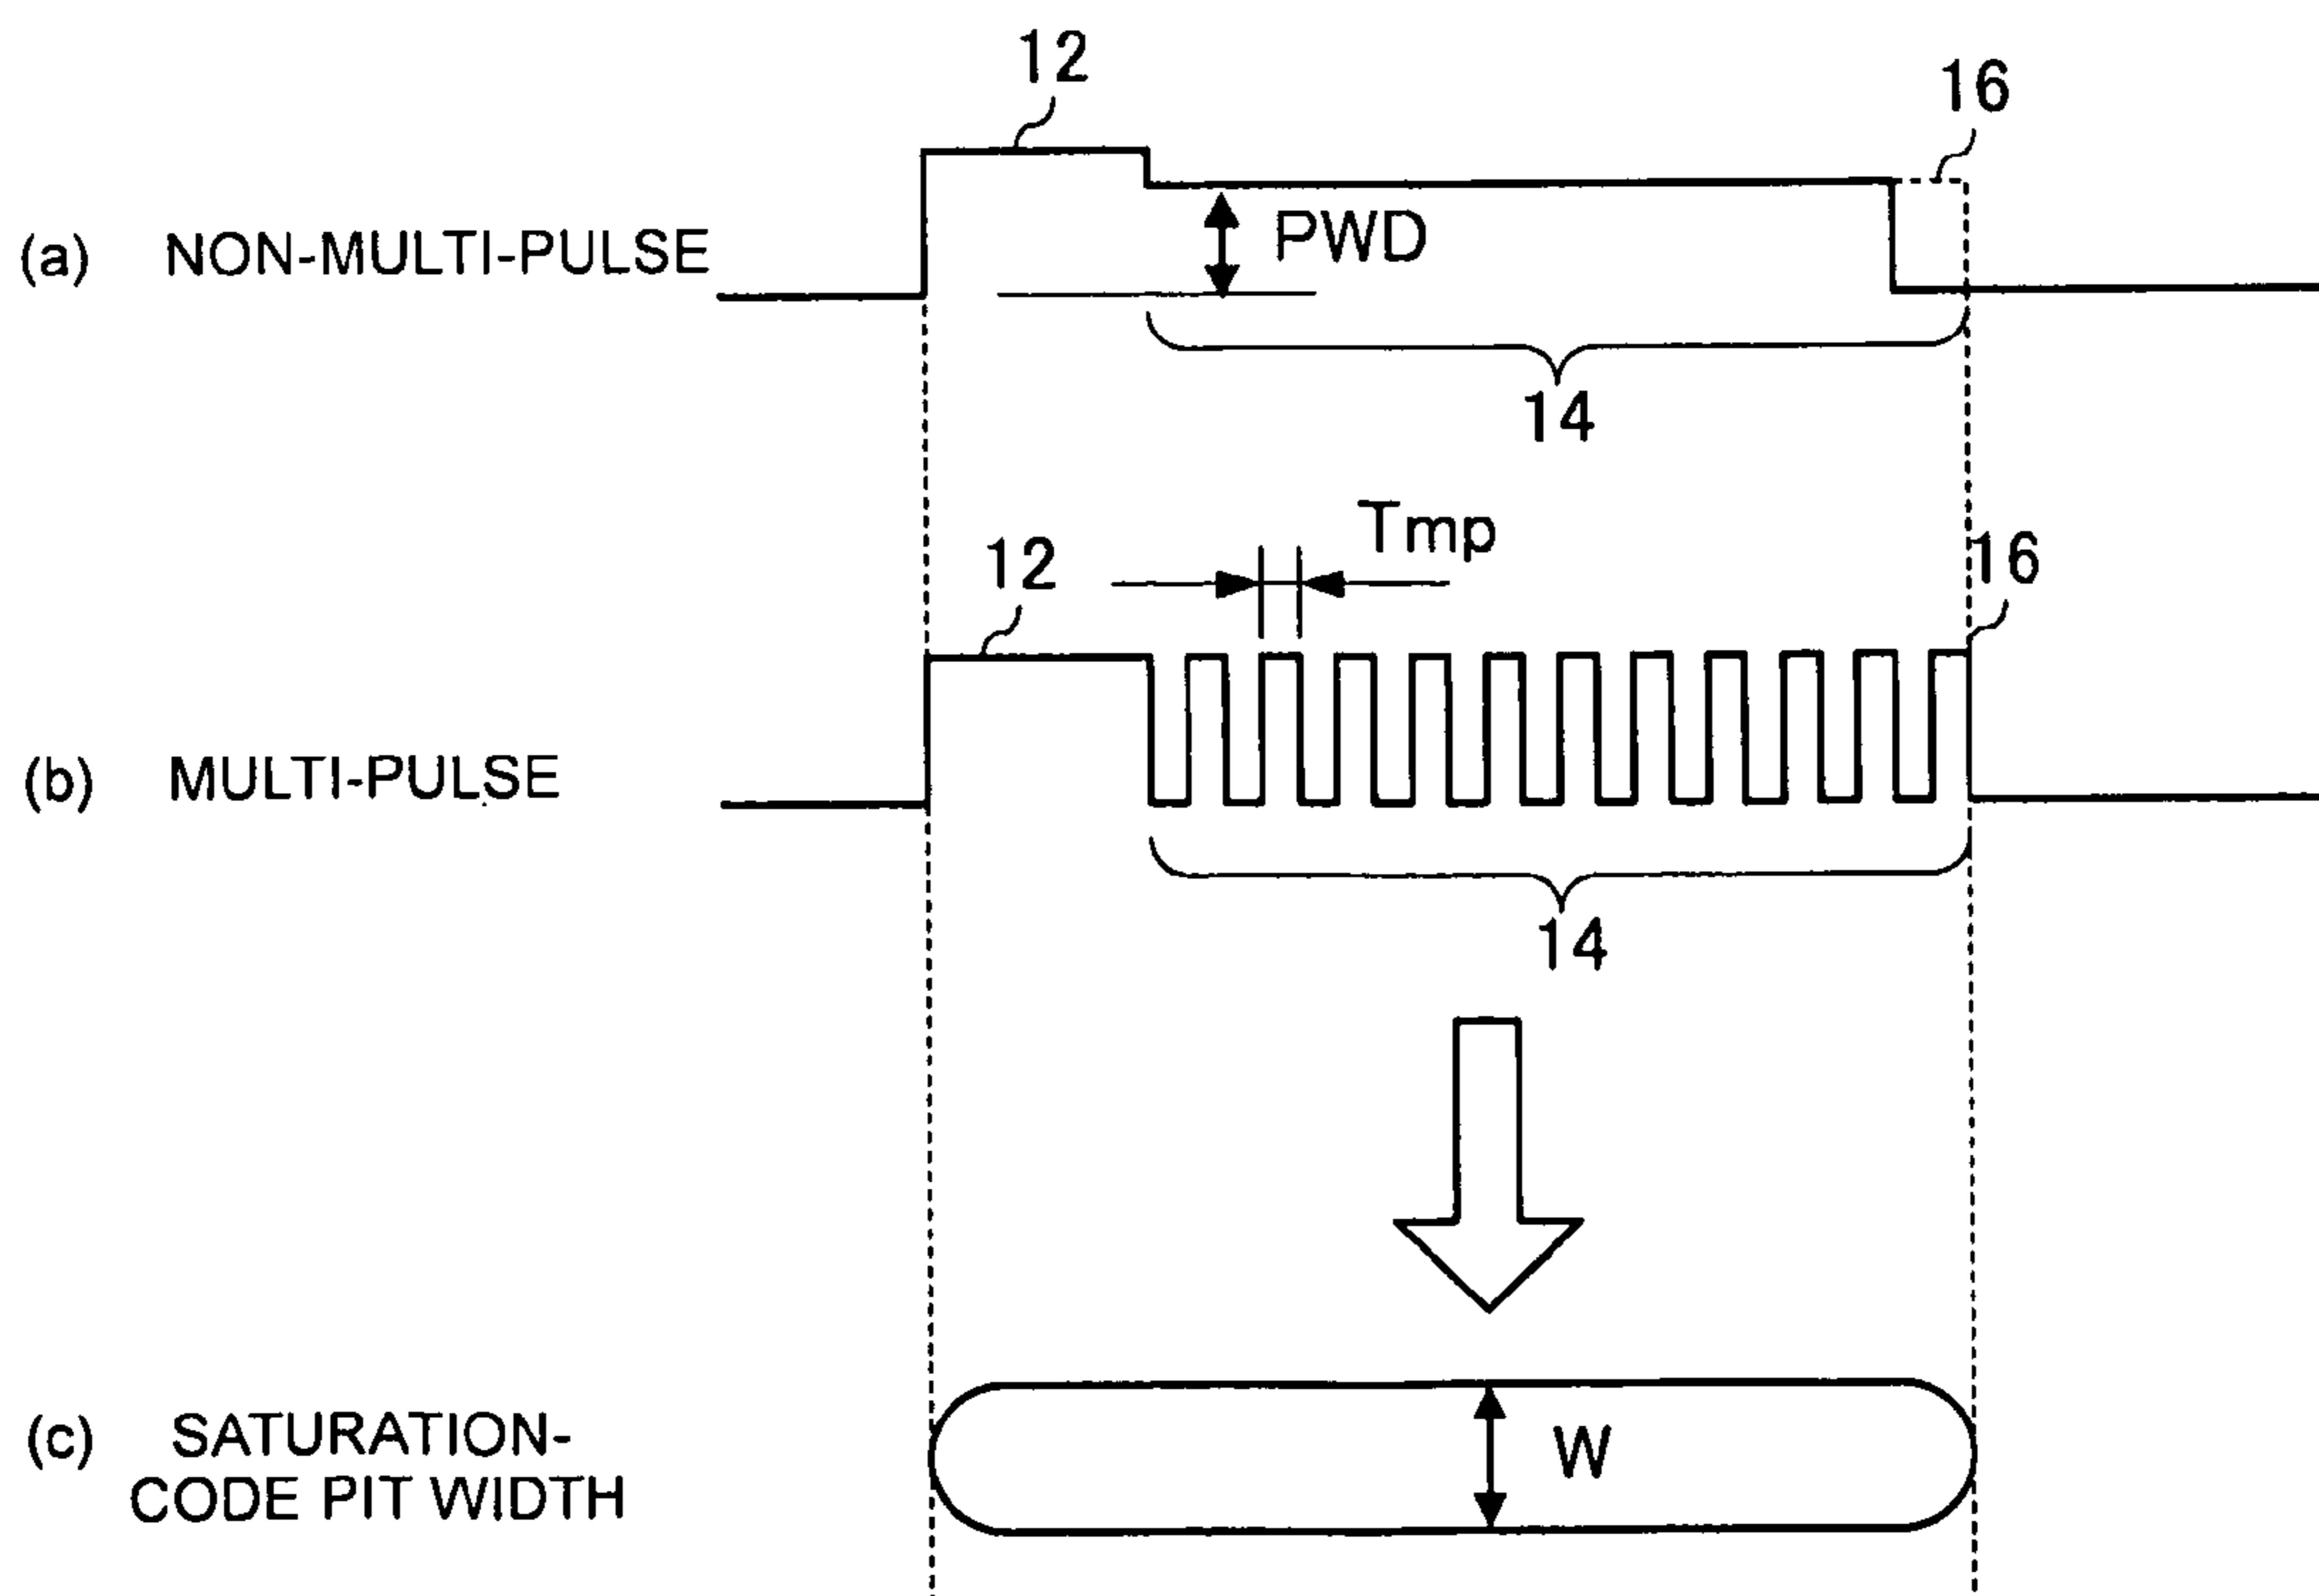 12
16
(a) NON-MULTI-PULSE
PWD
14
Tmp
12
16
(b) MULTI-PULSE
14
(c) SATURATION-
CODE PIT WIDTH
W